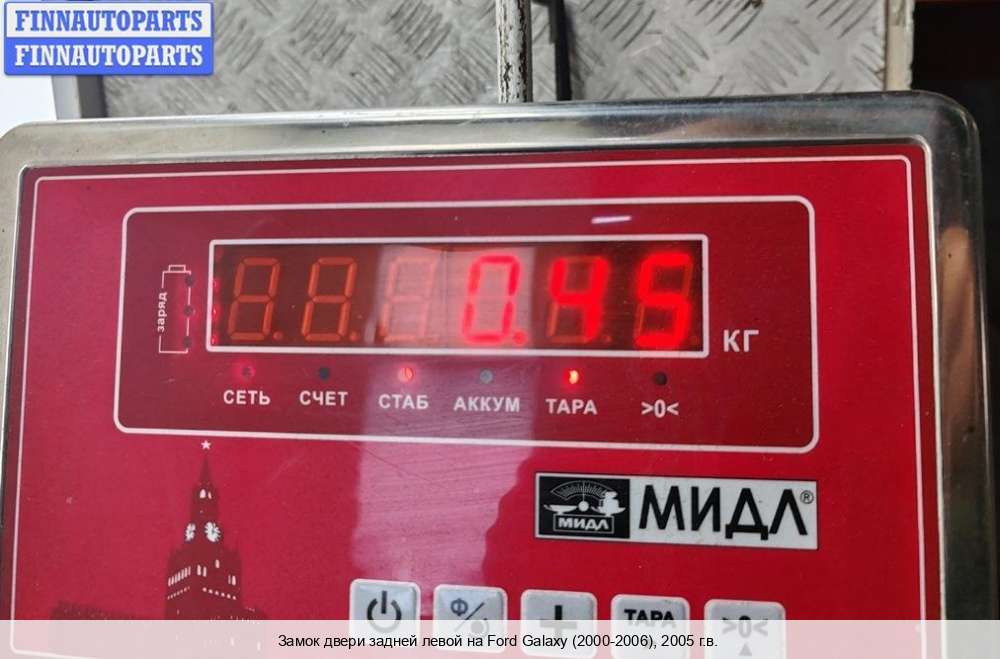 FINNAUTOPARTS
FINNAUTOPARTS
заряд
0.45
КГ
СЕТЬ СЧЕТ СТАБ АККУМ ТАРА >0<
МИДЛ МИДЛ®
Ф/ + ТАРА >0<
Замок двери задней левой на Ford Galaxy (2000-2006), 2005 г.в.